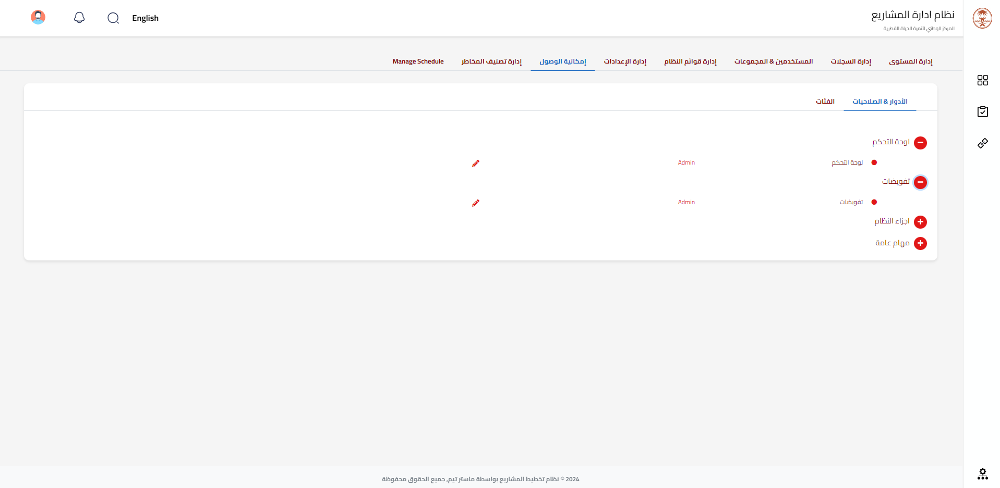 نظام ادارة المشاريع
المركز الوطني لتنمية الحياة الفطرية
English
إدارة المستوى
إدارة السجلات
المستخدمين & المجموعات
إدارة قوائم النظام
إدارة الإعدادات
إمكانية الوصول
إدارة تصنيف المخاطر
Manage Schedule
الأدوار & الصلاحيات
الفئات
لوحة التحكم
لوحة التحكم
Admin
تفويضات
تفويضات
Admin
اجزاء النظام
مهام عامة
2024 © نظام تخطيط المشاريع بواسطة ماستر تيم, جميع الحقوق محفوظة